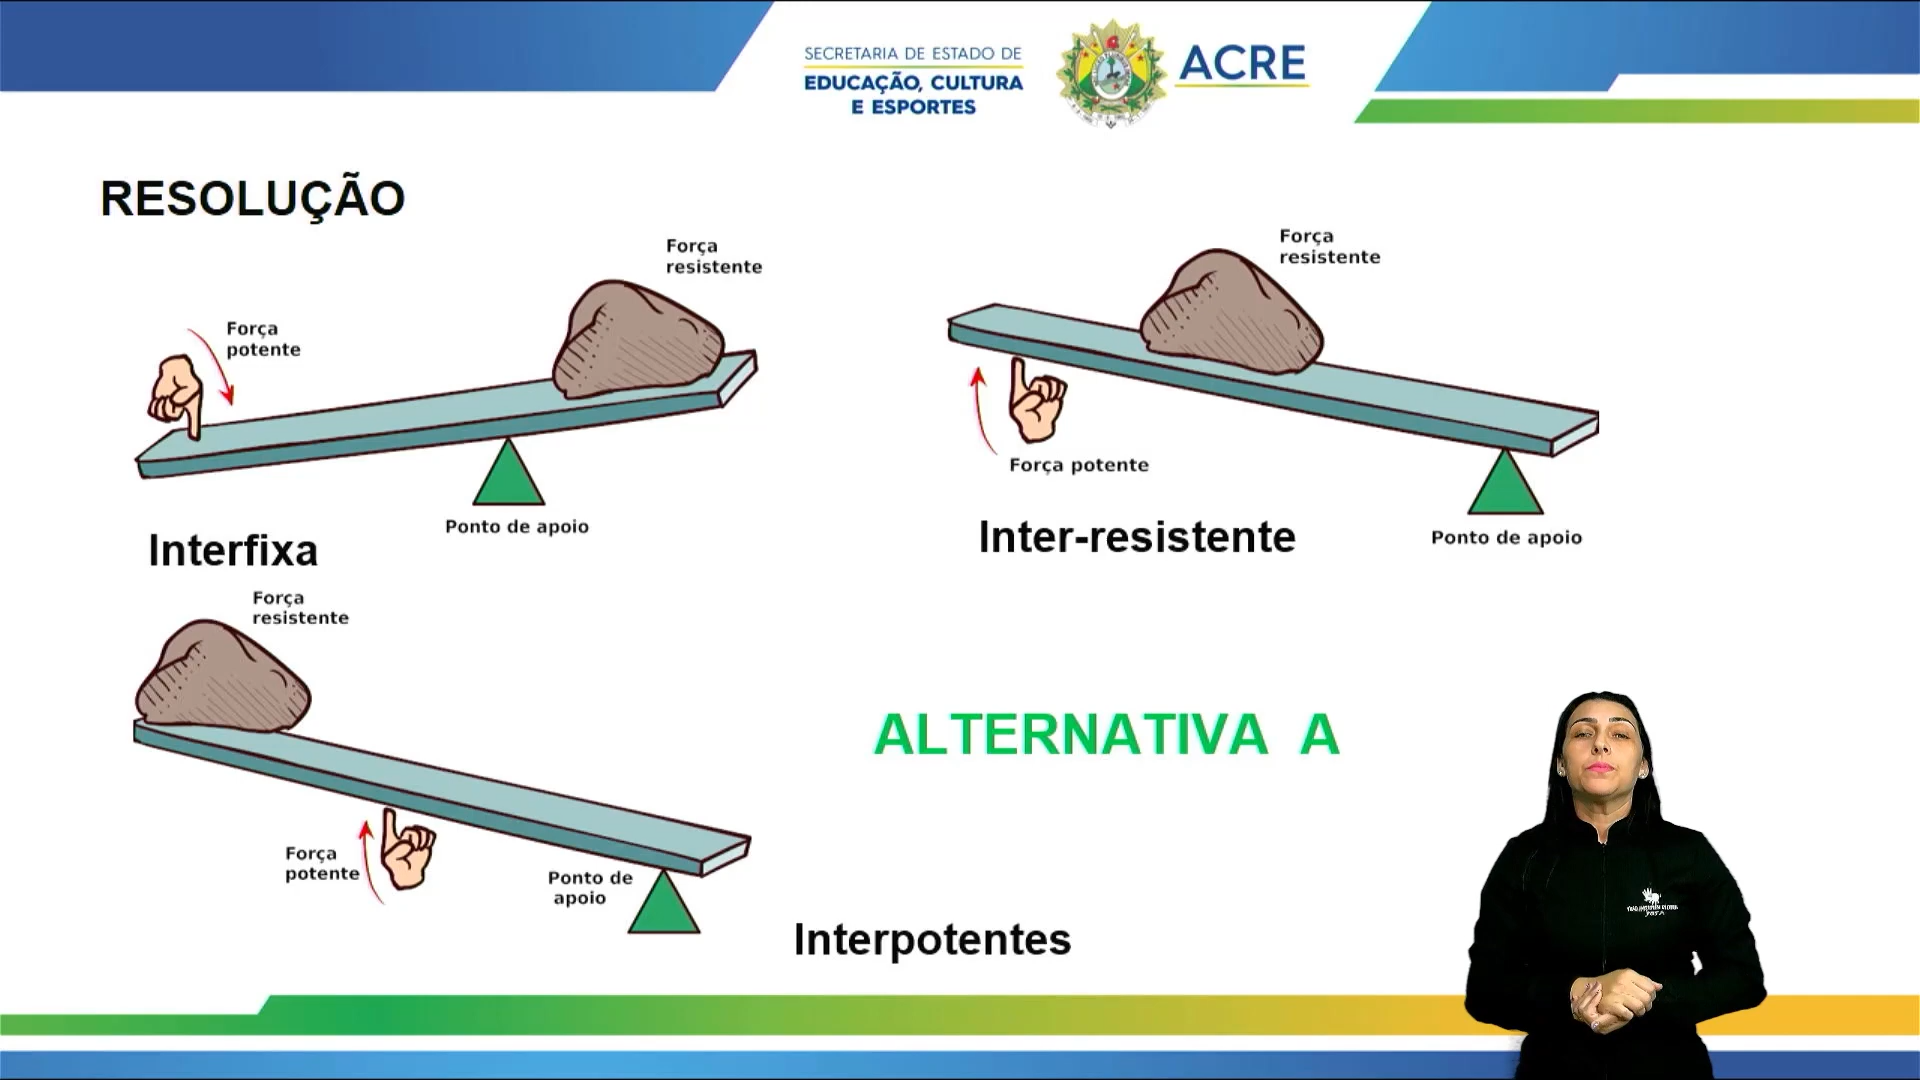 SECRETARIA DE ESTADO DE
EDUCAÇÃO, CULTURA
E ESPORTES
ACRE
RESOLUÇÃO
Força
resistente
Força
potente
Ponto de apoio
Interfixa
Força
resistente
Força potente
Ponto de apoio
Inter-resistente
Força
resistente
Força
potente
Ponto de
apoio
Interpotentes
ALTERNATIVA A